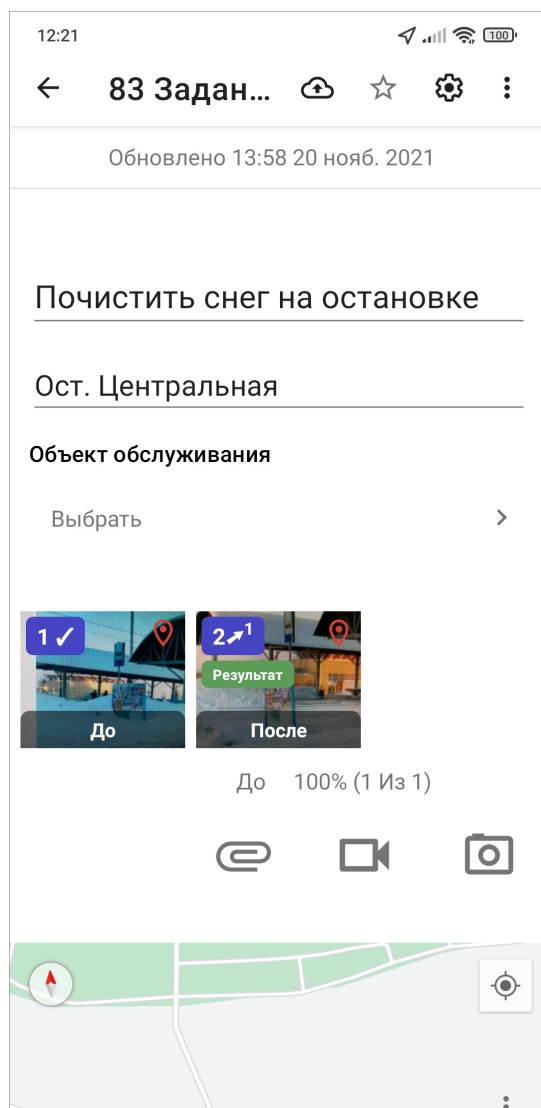 12:21
100
83 Задан...
Обновлено 13:58 20 нояб. 2021
Почистить снег на остановке
Ост. Центральная
Объект обслуживания
Выбрать
1 ✓
2↗1
Результат
До
После
До 100% (1 Из 1)